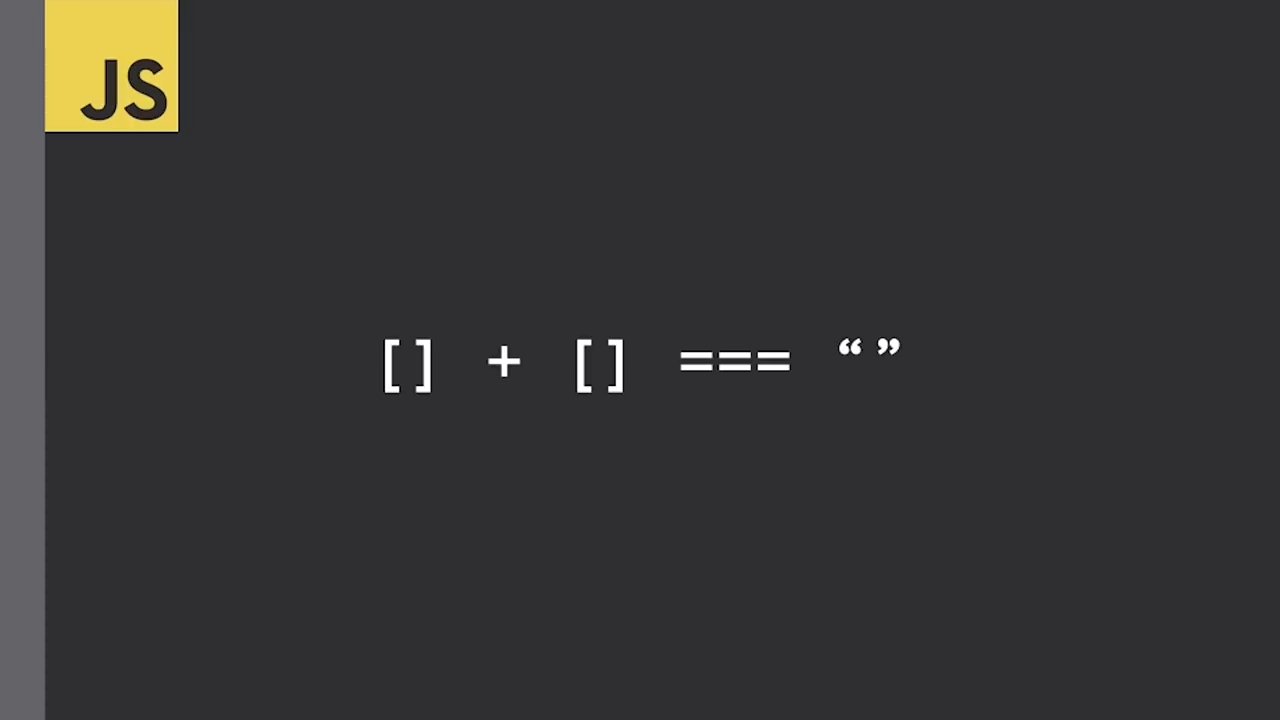 JS
[] + [] === “”